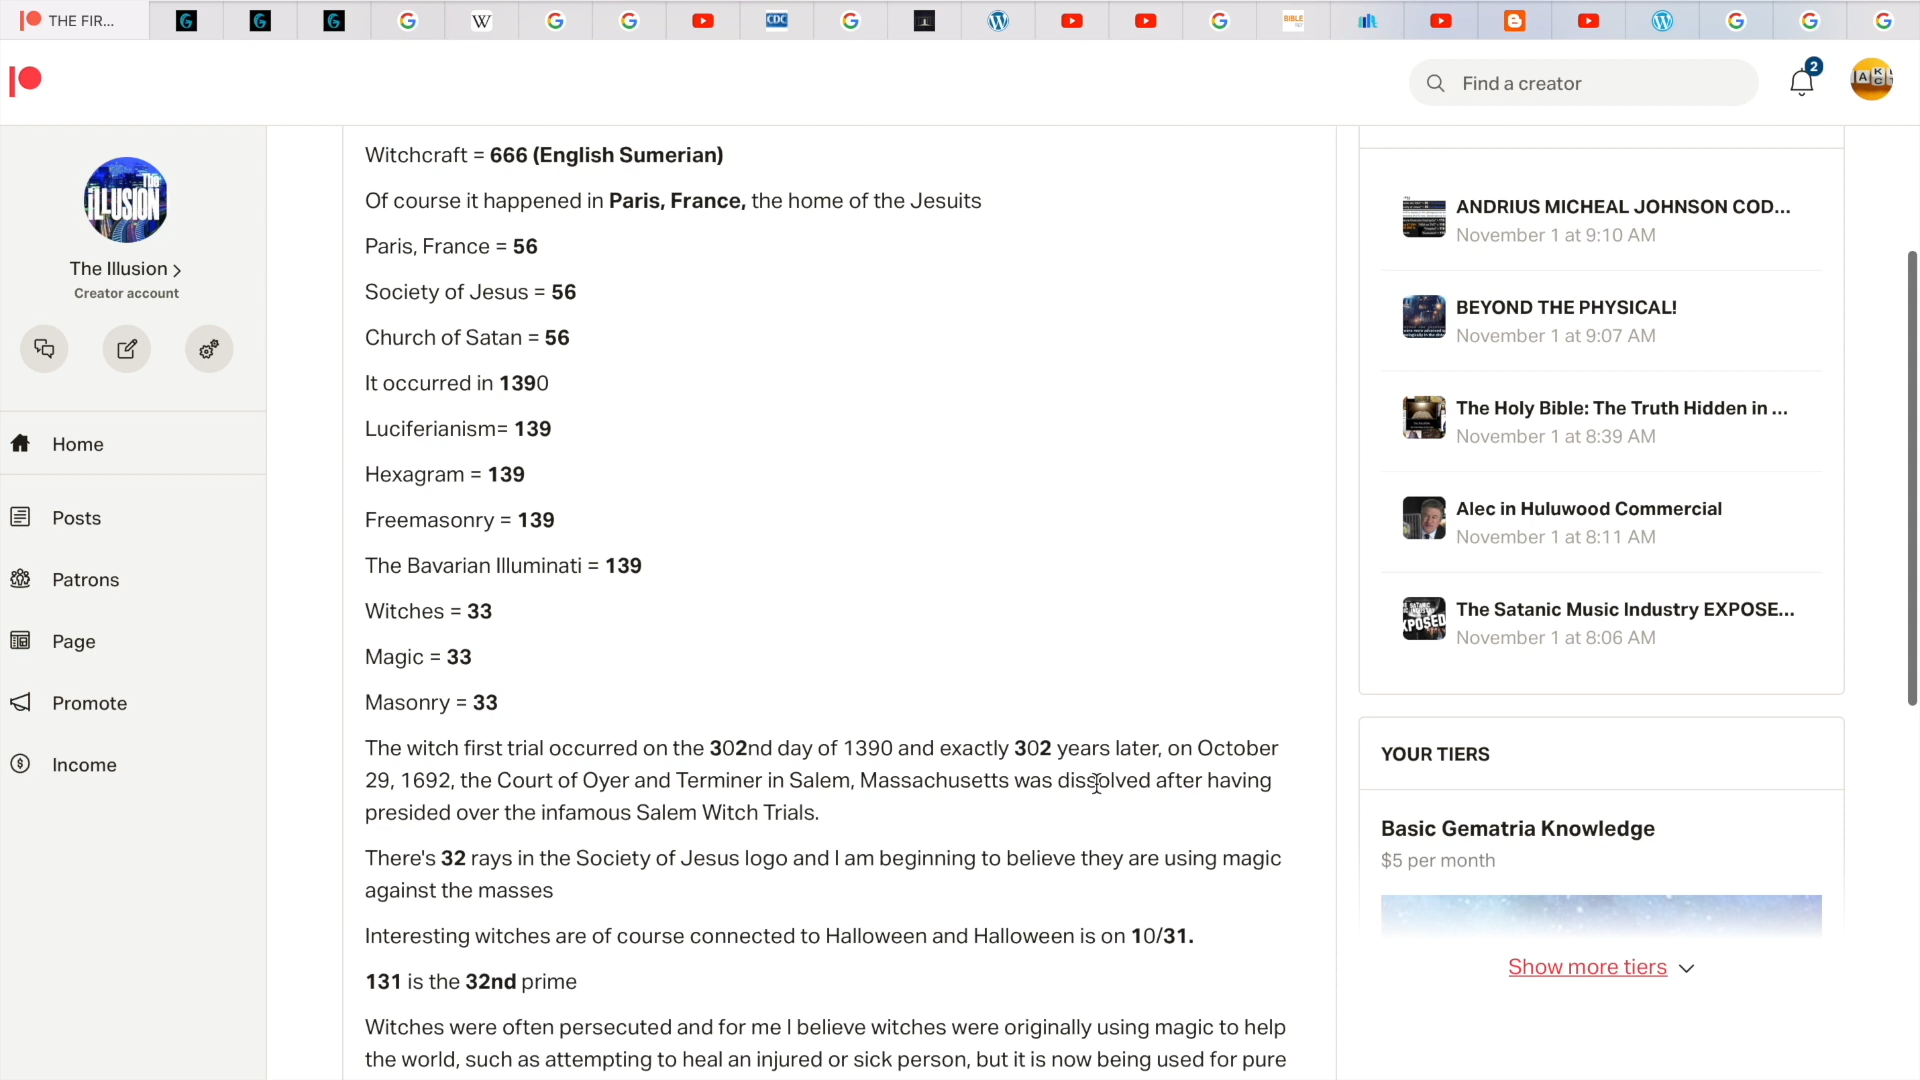 THE FIR...
CDC
BIBLE
Find a creator
2
The
ILLUSION
The Illusion
Creator account
Home
Posts
Patrons
Page
Promote
Income
Witchcraft = 666 (English Sumerian)
Of course it happened in Paris, France, the home of the Jesuits
Paris, France = 56
Society of Jesus = 56
Church of Satan = 56
It occurred in 1390
Luciferianism= 139
Hexagram = 139
Freemasonry = 139
The Bavarian Illuminati = 139
Witches = 33
Magic = 33
Masonry = 33
The witch first trial occurred on the 302nd day of 1390 and exactly 302 years later, on October
29, 1692, the Court of Oyer and Terminer in Salem, Massachusetts was dissolved after having
presided over the infamous Salem Witch Trials.
There's 32 rays in the Society of Jesus logo and I am beginning to believe they are using magic
against the masses
Interesting witches are of course connected to Halloween and Halloween is on 10/31.
131 is the 32nd prime
Witches were often persecuted and for me I believe witches were originally using magic to help
the world, such as attempting to heal an injured or sick person, but it is now being used for pure
ANDRIUS MICHEAL JOHNSON COD...
November 1 at 9:10 AM
BEYOND THE PHYSICAL!
November 1 at 9:07 AM
The Holy Bible: The Truth Hidden in ...
November 1 at 8:39 AM
Alec in Huluwood Commercial
November 1 at 8:11 AM
The Satanic Music Industry EXPOSE...
November 1 at 8:06 AM
YOUR TIERS
Basic Gematria Knowledge
$5 per month
Show more tiers